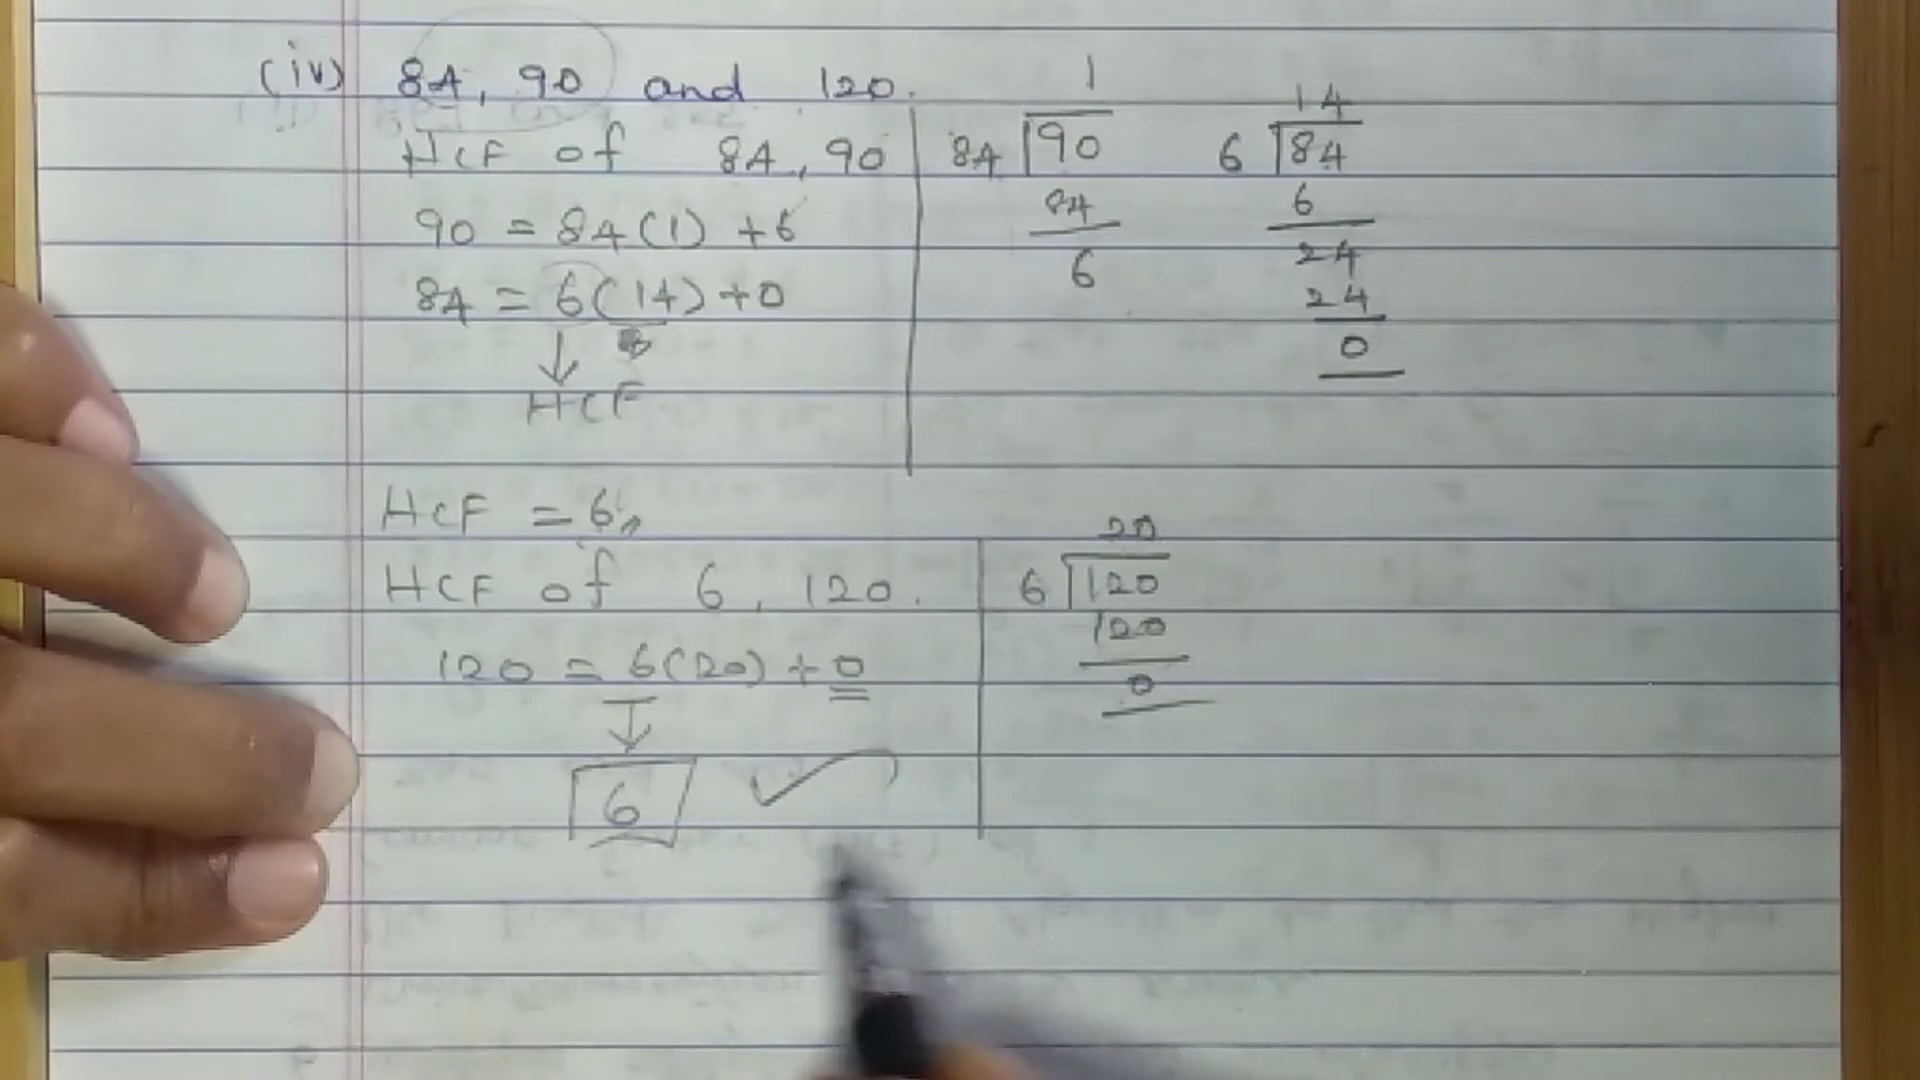 (iv) 84, 90 and 120.
HCF of 84, 90
90 = 84(1) + 6
84 = 6(14) + 0
↓
HCF
1
84 90
84
6
14
6 84
6
24
24
0
HCF = 6
HCF of 6, 120.
120 = 6(20) + 0
↓
6 ✓
20
6 120
120
0